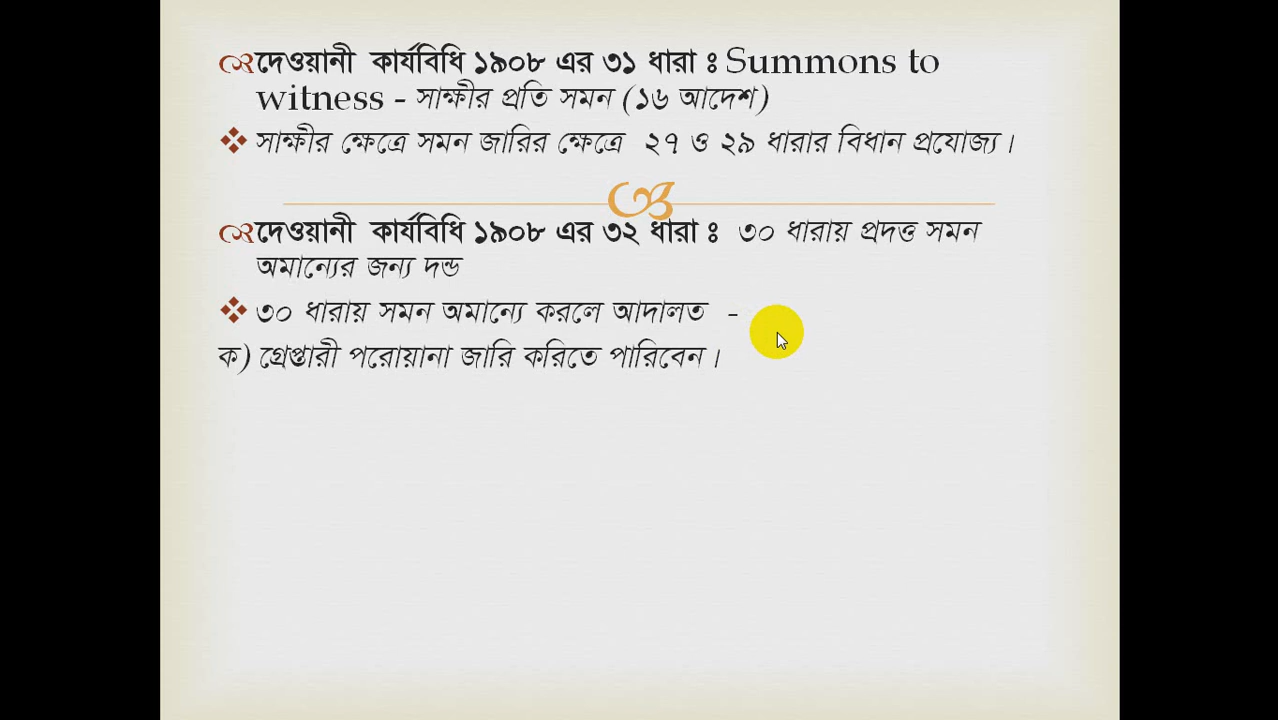 দেওয়ানী কার্যবিধি ১৯০৮ এর ৩১ ধারা ঃ Summons to
witness - সাক্ষীর প্রতি সমন (১৬ আদেশ)
সাক্ষীর ক্ষেত্রে সমন জারির ক্ষেত্রে ২৭ ও ২৯ ধারার বিধান প্রযোজ্য।
দেওয়ানী কার্যবিধি ১৯০৮ এর ৩২ ধারা ঃ ৩০ ধারায় প্রদত্ত সমন
অমান্যের জন্য দন্ড
৩০ ধারায় সমন অমান্যে করলে আদালত -
ক) গ্রেপ্তারী পরোয়ানা জারি করিতে পারিবেন।